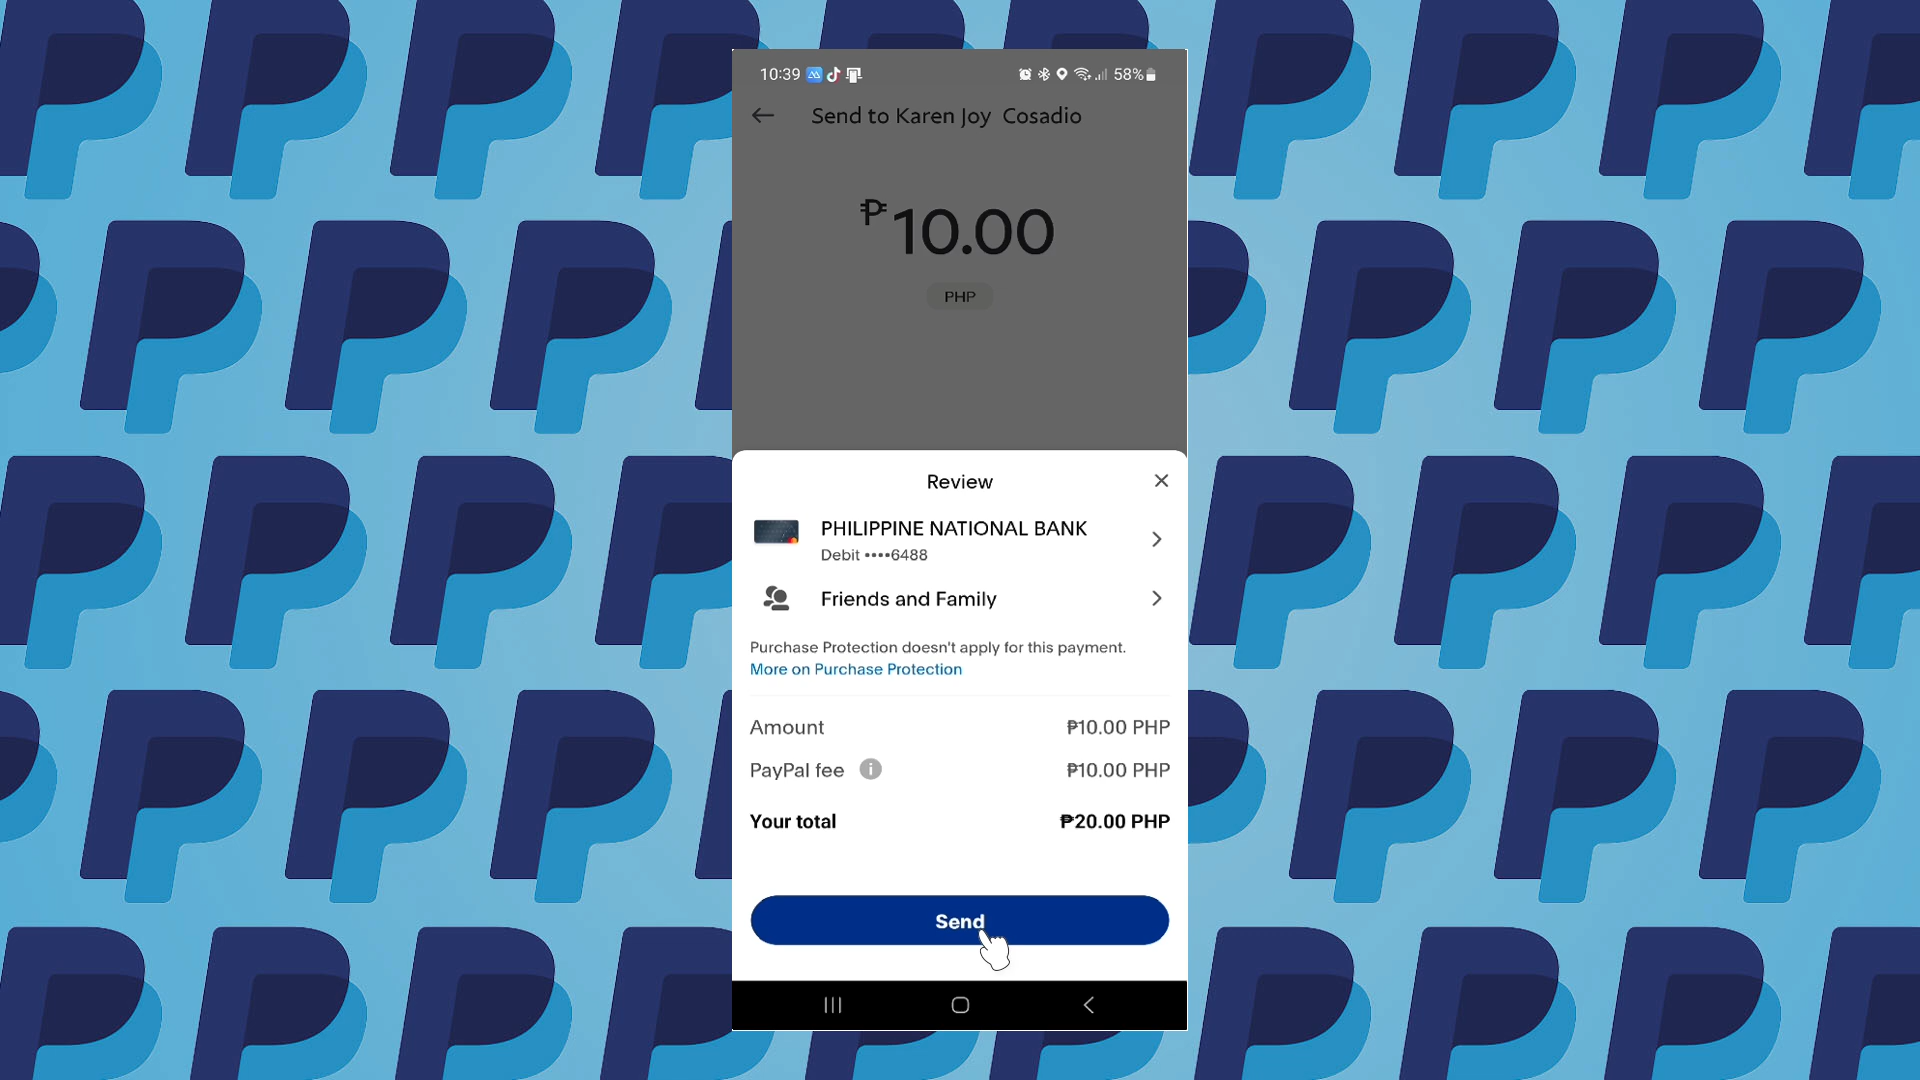 10:39 58%
Send to Karen Joy Cosadio
₱10.00
PHP
Review
PHILIPPINE NATIONAL BANK
Debit ••••6488
Friends and Family
Purchase Protection doesn't apply for this payment.
More on Purchase Protection
Amount ₱10.00 PHP
PayPal fee i ₱10.00 PHP
Your total ₱20.00 PHP
Send